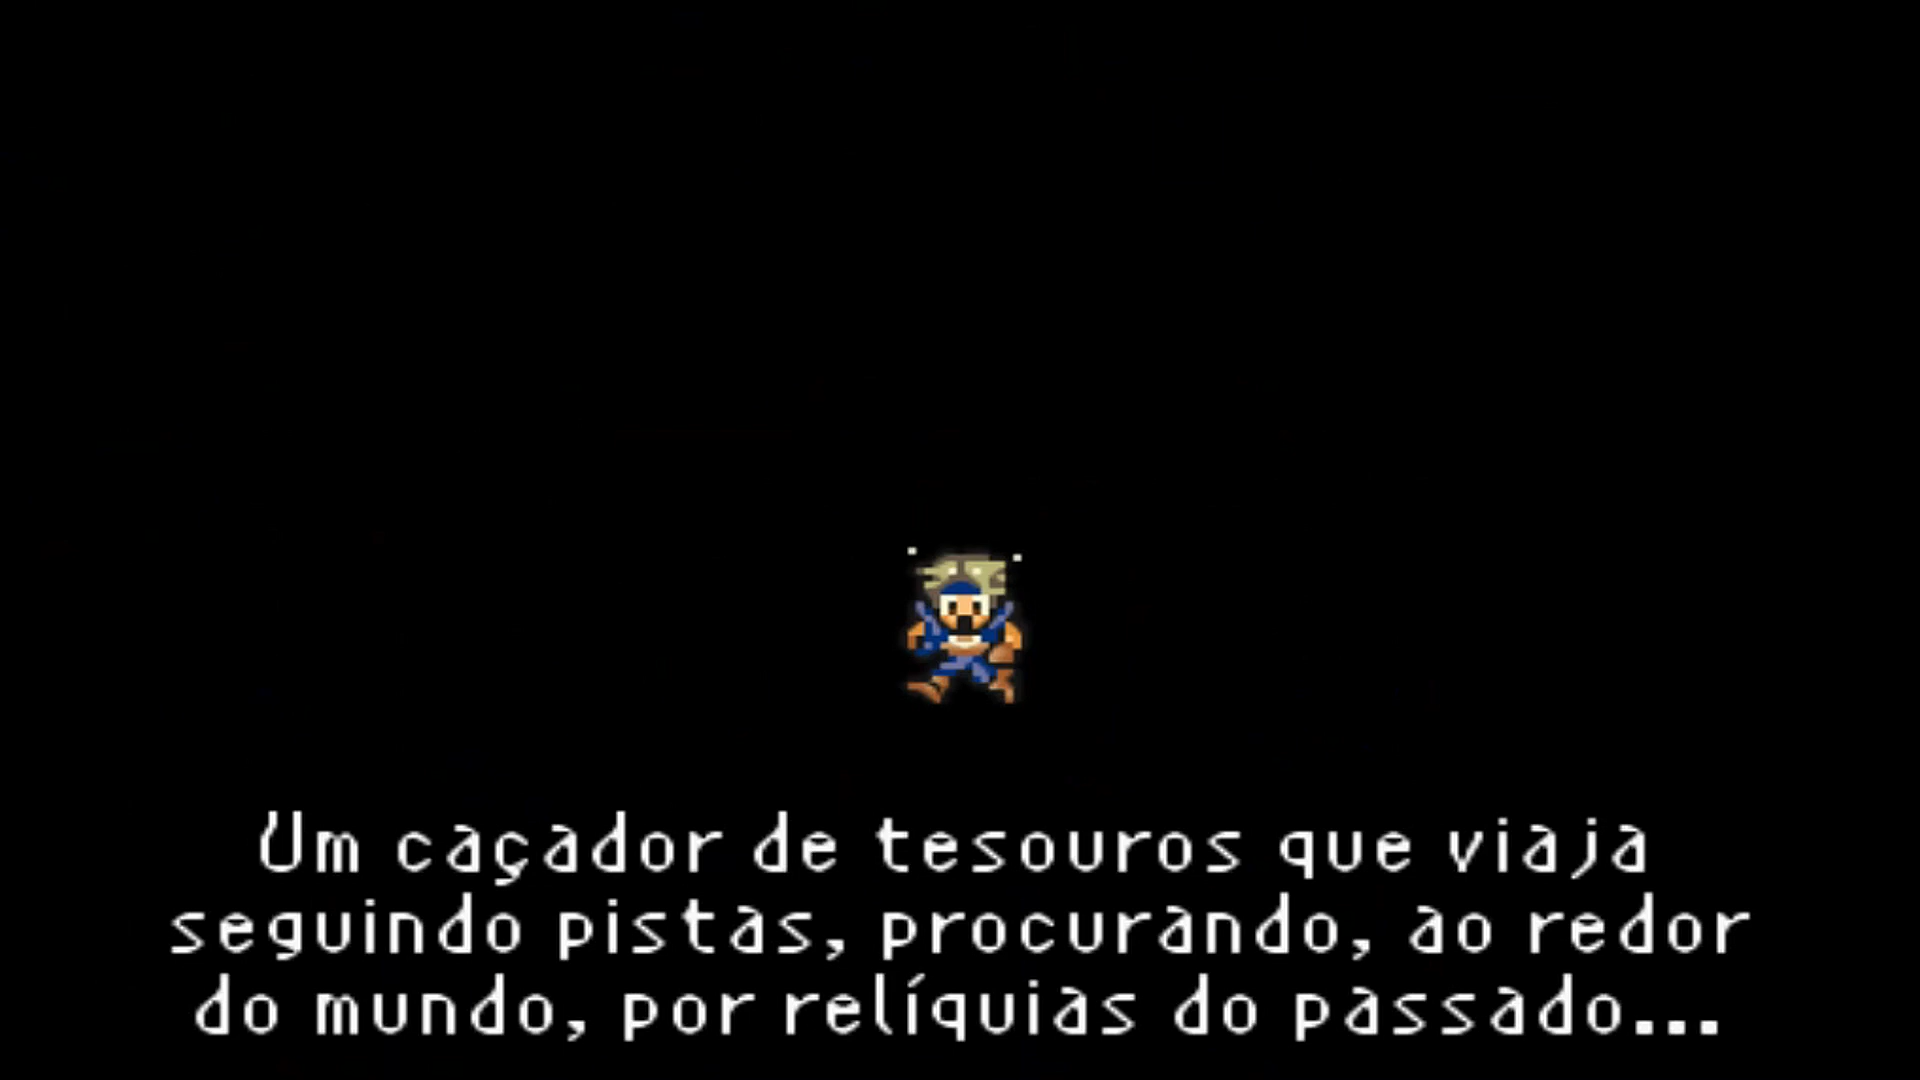 Um caçador de tesouros que viaja
seguindo pistas, procurando, ao redor
do mundo, por relíquias do passado...